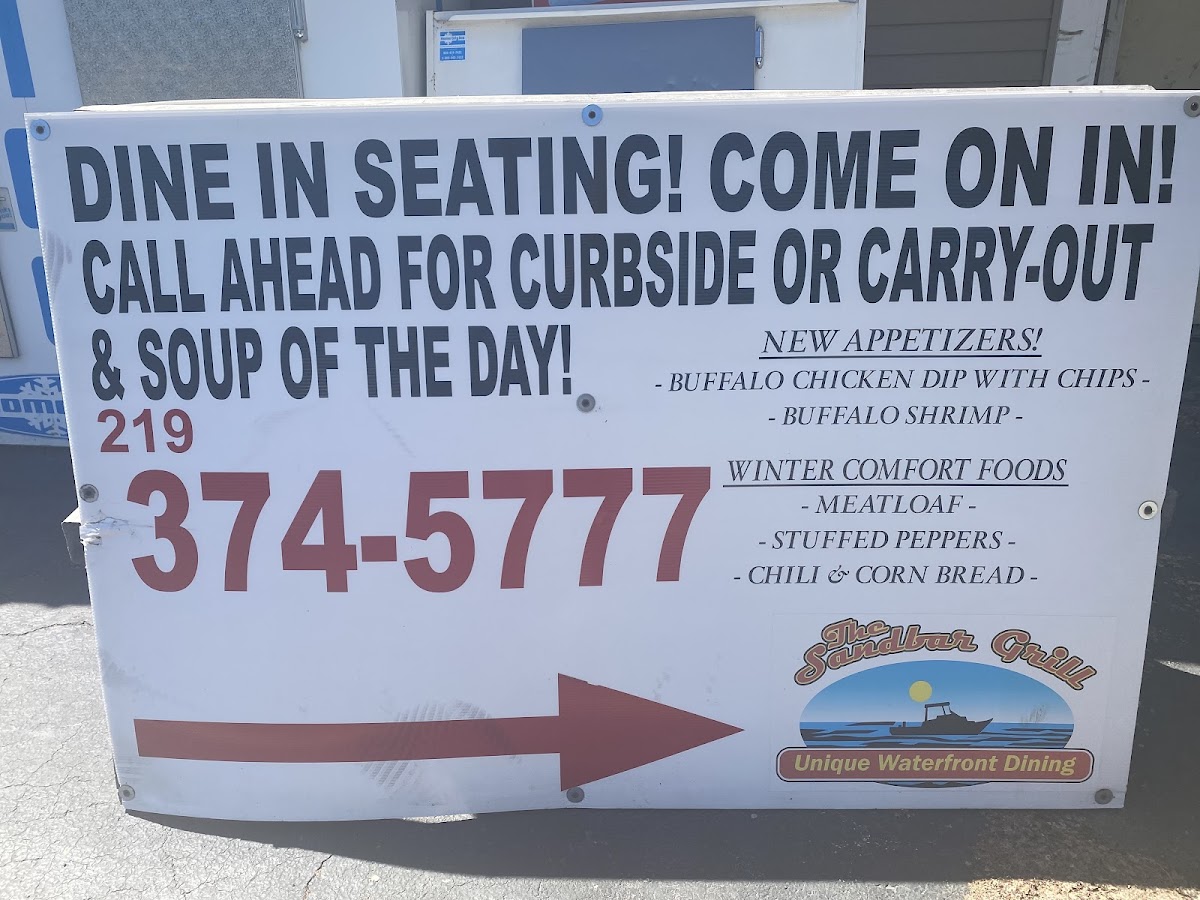 DINE IN SEATING! COME ON IN!
CALL AHEAD FOR CURBSIDE OR CARRY-OUT
& SOUP OF THE DAY!
219
374-5777
NEW APPETIZERS!
- BUFFALO CHICKEN DIP WITH CHIPS -
- BUFFALO SHRIMP -
WINTER COMFORT FOODS
- MEATLOAF -
- STUFFED PEPPERS -
- CHILI & CORN BREAD -
The Sandbar Grill
Unique Waterfront Dining